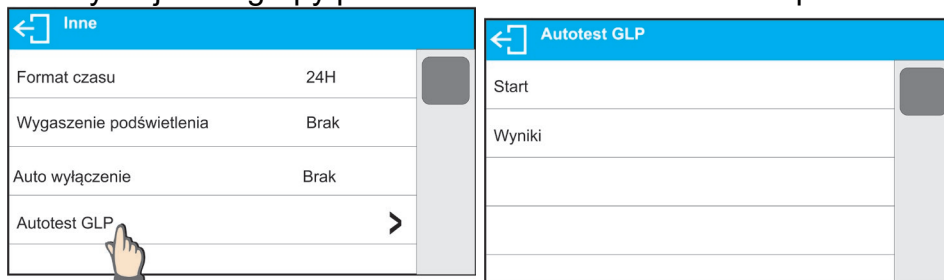 Inne
Format czasu 24H
Wygaszenie podświetlenia Brak
Auto wyłączenie Brak
Autotest GLP
Autotest GLP
Start
Wyniki